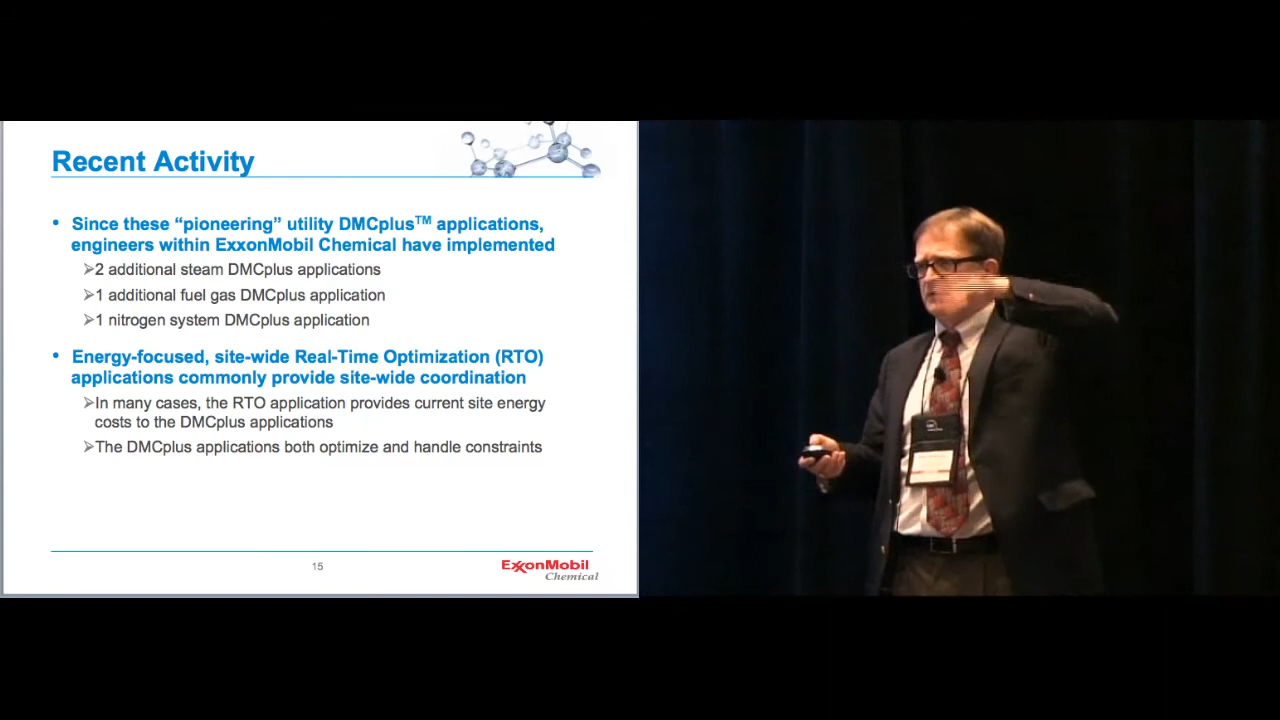 Recent Activity
• Since these “pioneering” utility DMCplus™ applications,
engineers within ExxonMobil Chemical have implemented
➢2 additional steam DMCplus applications
➢1 additional fuel gas DMCplus application
➢1 nitrogen system DMCplus application
• Energy-focused, site-wide Real-Time Optimization (RTO)
applications commonly provide site-wide coordination
➢In many cases, the RTO application provides current site energy
costs to the DMCplus applications
➢The DMCplus applications both optimize and handle constraints
15
ExxonMobil
Chemical